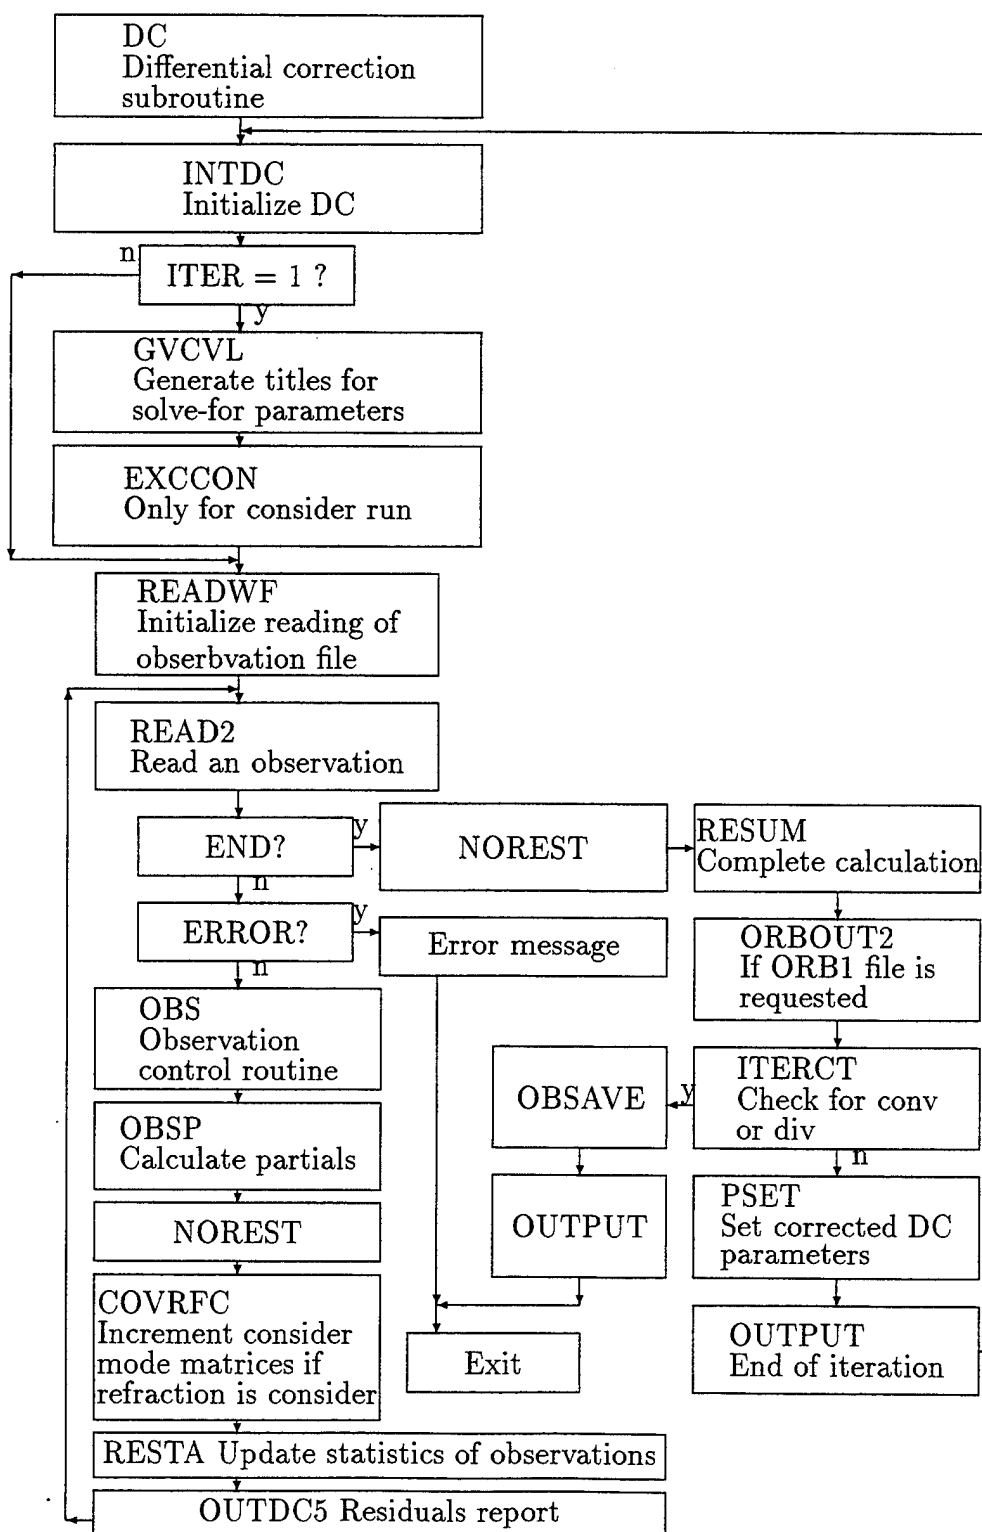 DC
Differential correction
subroutine
INTDC
Initialize DC
n
ITER = 1 ?
y
GVCVL
Generate titles for
solve-for parameters
EXCCON
Only for consider run
READWF
Initialize reading of
obserbvation file
READ2
Read an observation
END?
y
NOREST
RESUM
Complete calculation
n
ERROR?
y
Error message
ORBOUT2
If ORB1 file is
requested
n
OBS
Observation
control routine
OBSAVE
y
ITERCT
Check for conv
or div
n
OBSP
Calculate partials
OUTPUT
PSET
Set corrected DC
parameters
NOREST
COVRFC
Increment consider
mode matrices if
refraction is consider
Exit
OUTPUT
End of iteration
RESTA Update statistics of observations
OUTDC5 Residuals report